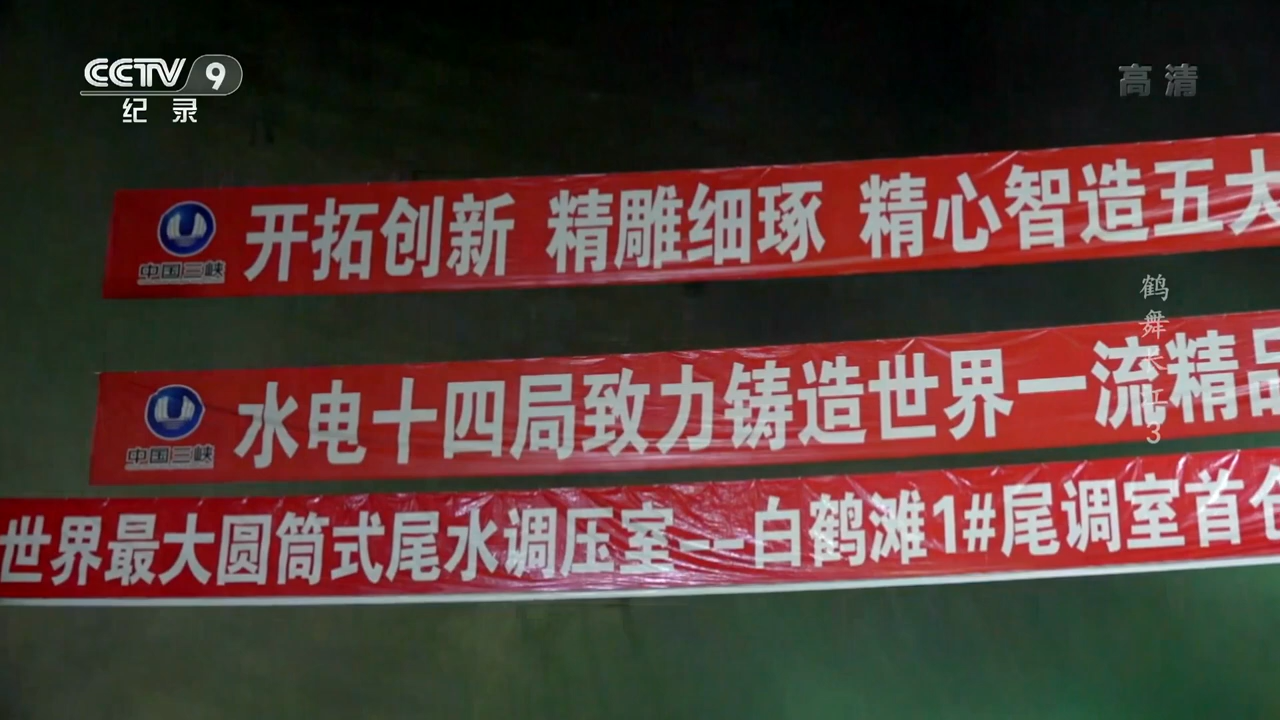 CCTV 9
纪录
高清
中国三峡
开拓创新 精雕细琢 精心智造五大
鹤舞长江3
中国三峡
水电十四局致力铸造世界一流精品
世界最大圆筒式尾水调压室——白鹤滩1#尾调室首仓